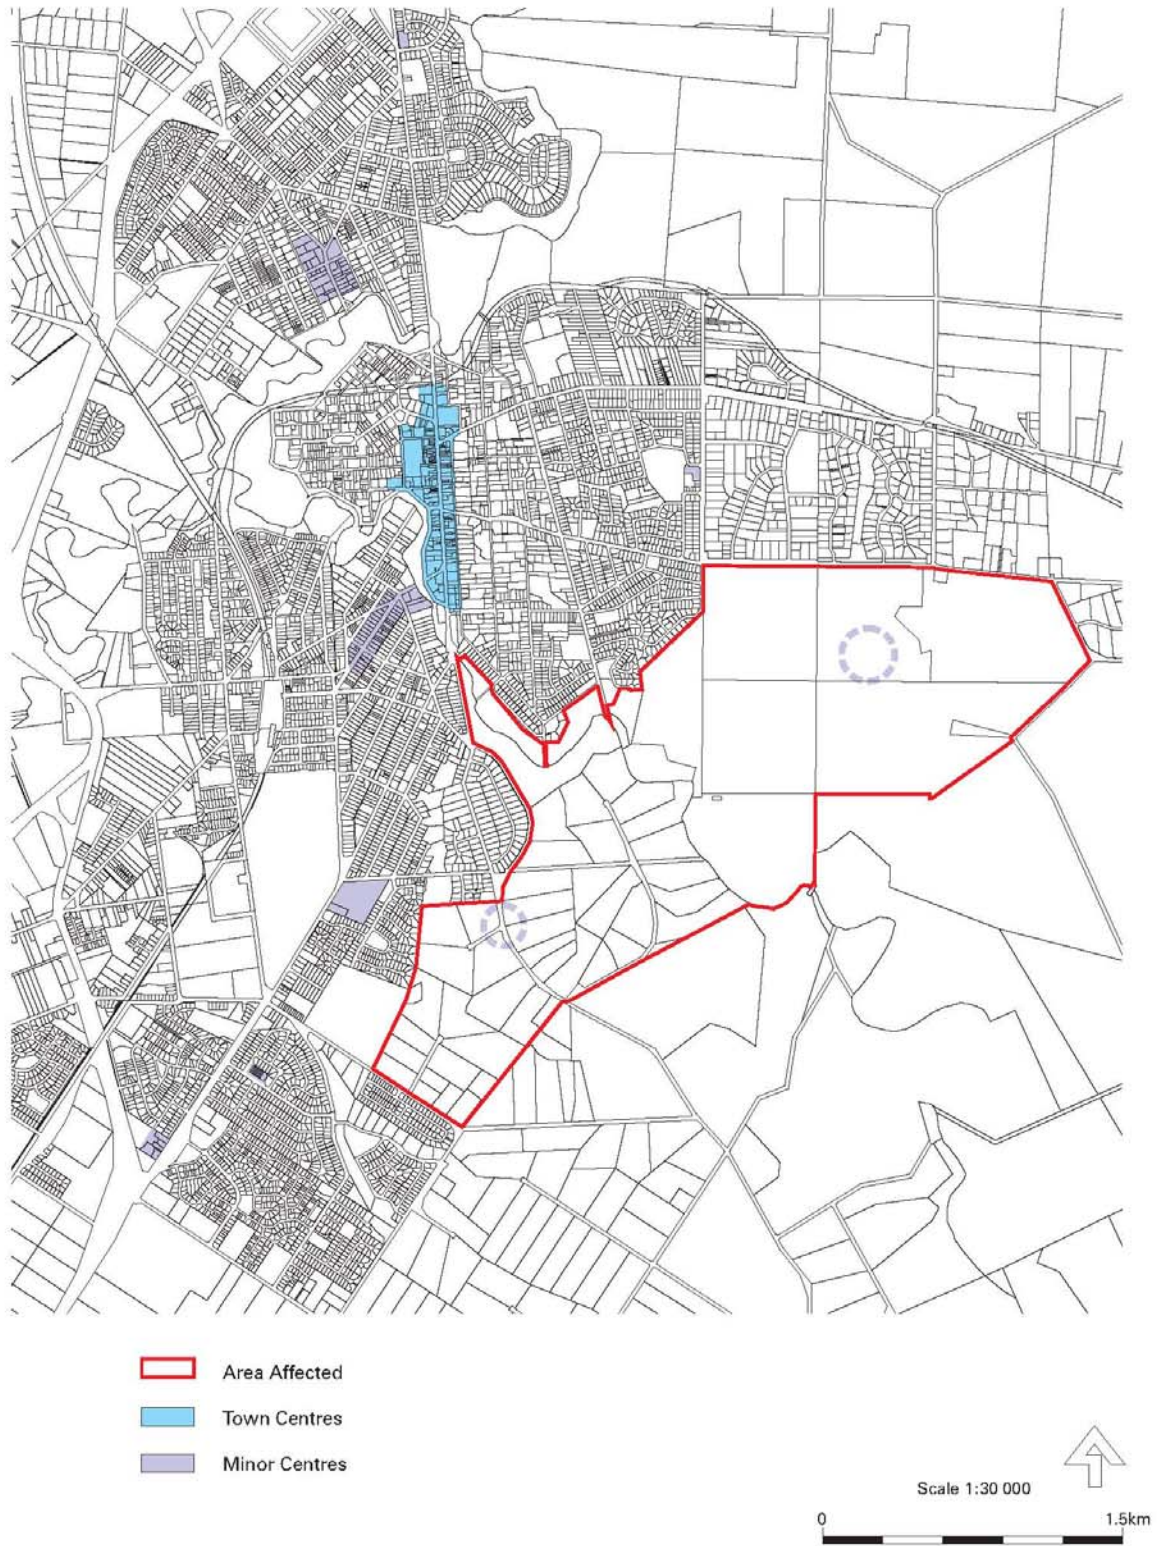 Area Affected
Town Centres
Minor Centres
Scale 1:30 000
0 1.5km